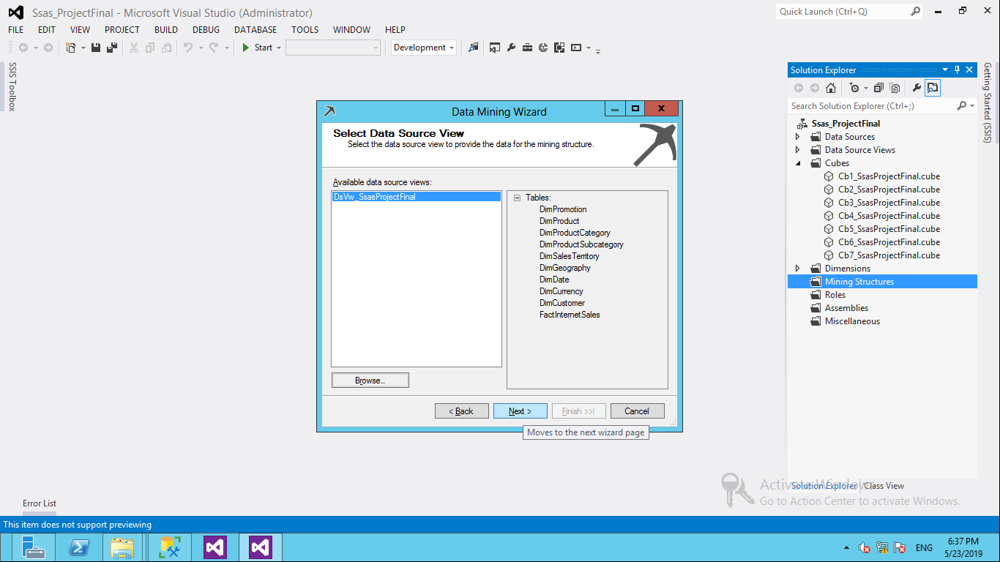 Ssas_ProjectFinal - Microsoft Visual Studio (Administrator)
Quick Launch (Ctrl+Q)
FILE EDIT VIEW PROJECT BUILD DEBUG DATABASE TOOLS WINDOW HELP
Start
Development
SSIS Toolbox
Data Mining Wizard
Select Data Source View
Select the data source view to provide the data for the mining structure.
Available data source views:
DsVw_SsasProjectFinal
Tables:
DimPromotion
DimProduct
DimProductCategory
DimProductSubcategory
DimSalesTerritory
DimGeography
DimDate
DimCurrency
DimCustomer
FactInternetSales
Browse...
< Back
Next >
Finish >>|
Cancel
Moves to the next wizard page
Solution Explorer
Search Solution Explorer (Ctrl+;)
Ssas_ProjectFinal
Data Sources
Data Source Views
Cubes
Cb1_SsasProjectFinal.cube
Cb2_SsasProjectFinal.cube
Cb3_SsasProjectFinal.cube
Cb4_SsasProjectFinal.cube
Cb5_SsasProjectFinal.cube
Cb6_SsasProjectFinal.cube
Cb7_SsasProjectFinal.cube
Dimensions
Mining Structures
Roles
Assemblies
Miscellaneous
Getting Started (SSIS)
Solution Explorer Class View
Activate Windows
Go to Action Center to activate Windows.
Error List
This item does not support previewing
ENG
6:37 PM
5/23/2019